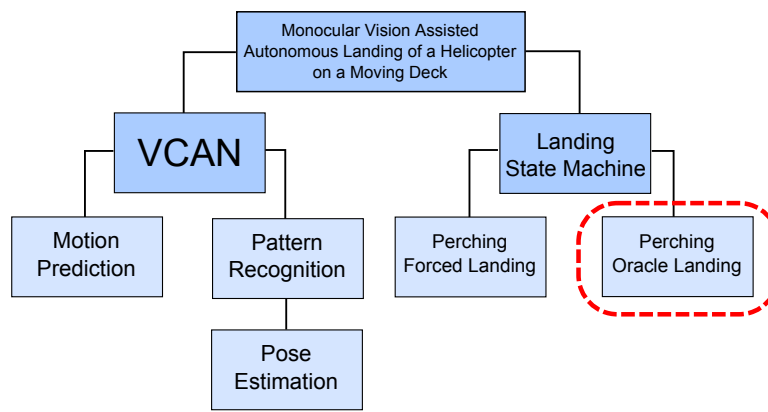 Monocular Vision Assisted
Autonomous Landing of a Helicopter
on a Moving Deck
VCAN
Landing
State Machine
Motion
Prediction
Pattern
Recognition
Perching
Forced Landing
Perching
Oracle Landing
Pose
Estimation